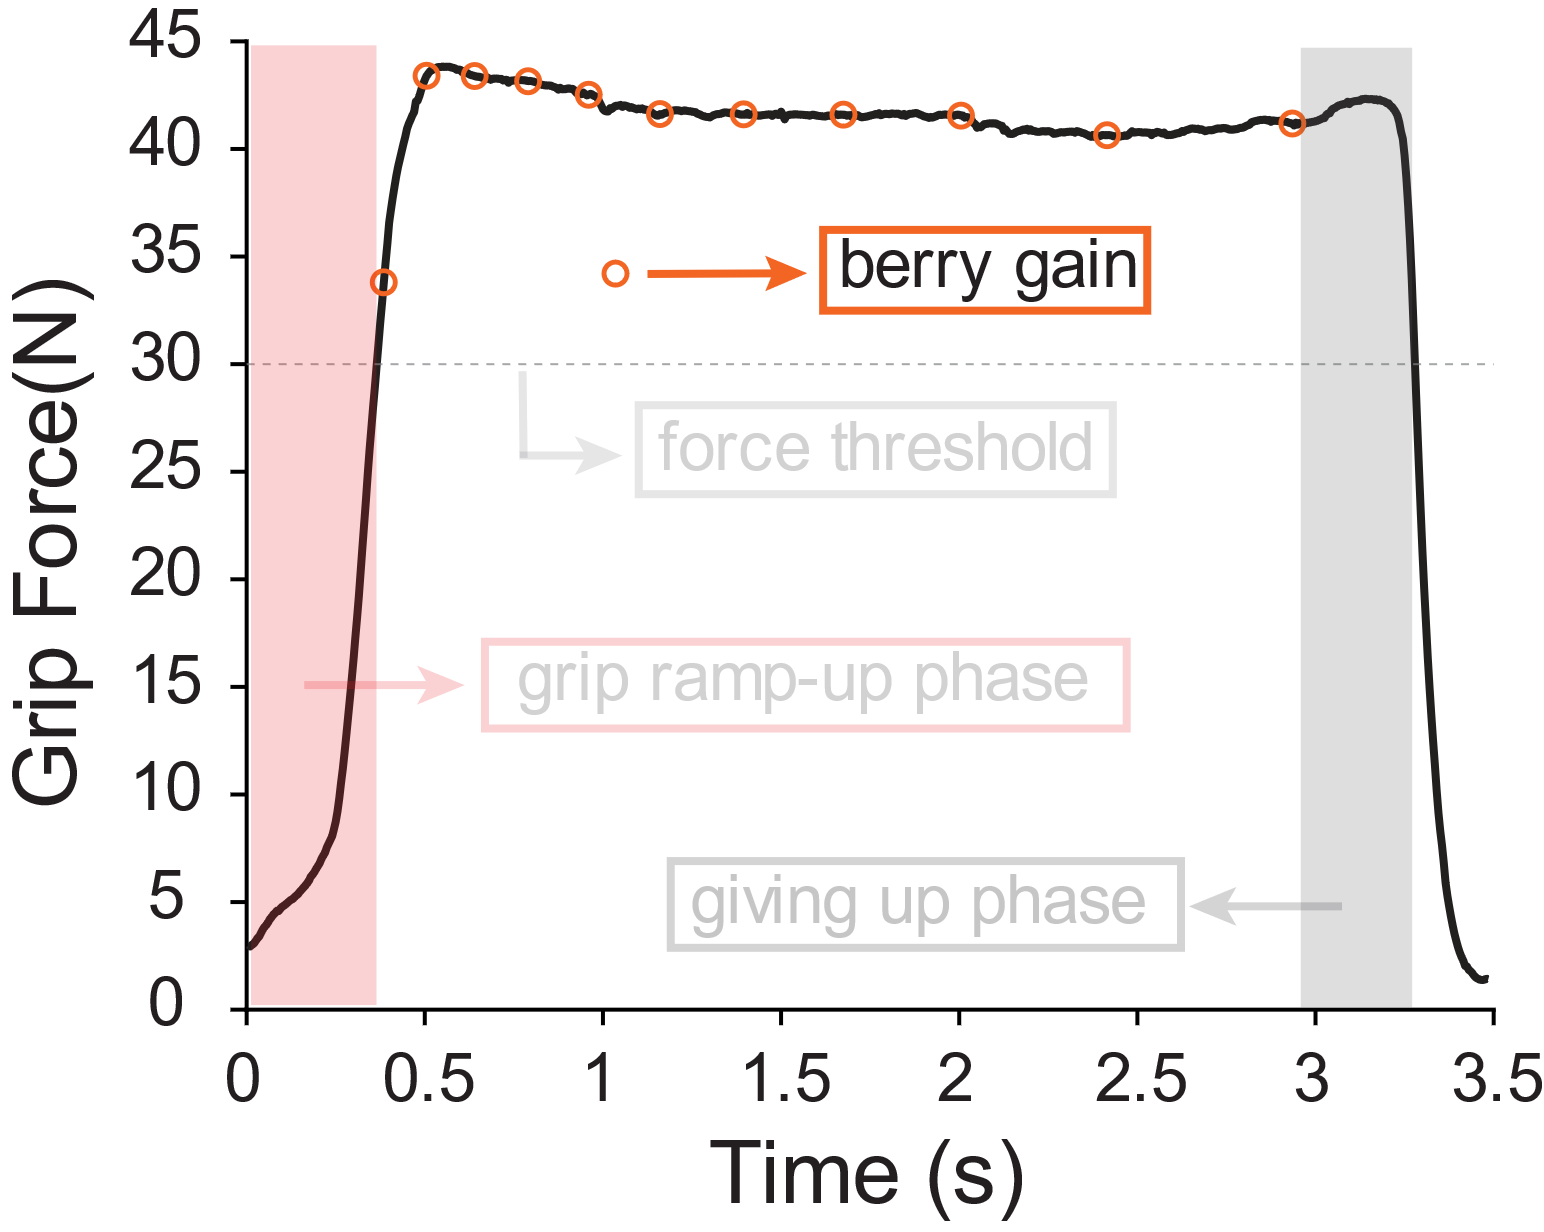 Grip Force(N)
45
40
35
30
25
20
15
10
5
0
berry gain
force threshold
grip ramp-up phase
giving up phase
0 0.5 1 1.5 2 2.5 3 3.5
Time (s)